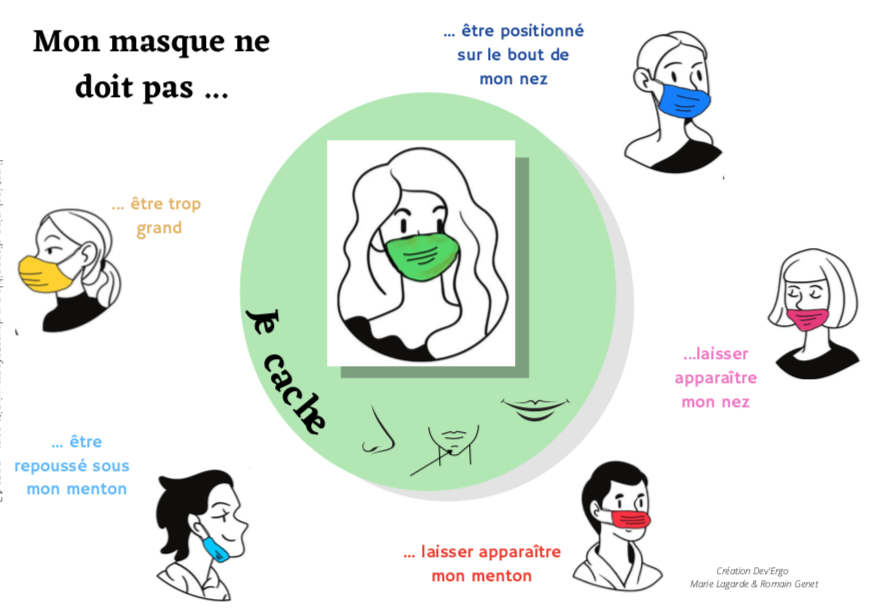 Mon masque ne
doit pas ...
... être positionné
sur le bout de
mon nez
... être trop
grand
Je cache
...laisser
apparaître
mon nez
... être
repoussé sous
mon menton
... laisser apparaître
mon menton
Création Dev'Ergo
Marie Lagarde & Romain Genet